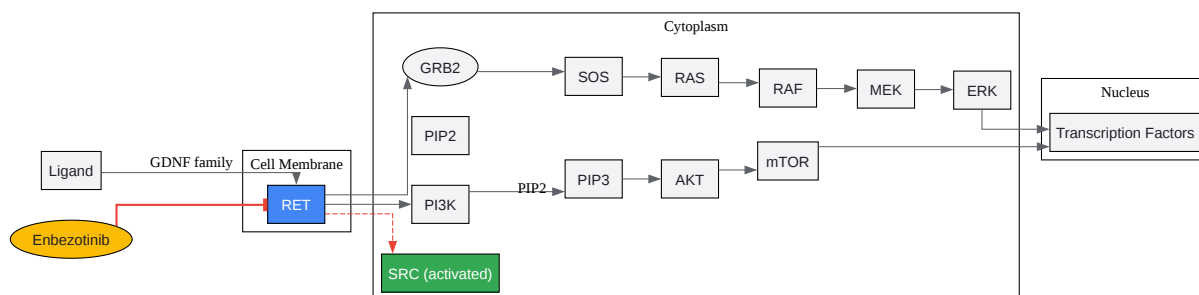 Cytoplasm
GRB2
SOS
RAS
RAF
MEK
ERK
Nucleus
Transcription Factors
PIP2
mTOR
Ligand
GDNF family
Cell Membrane
RET
PI3K
PIP2
PIP3
AKT
Enbezotinib
SRC (activated)